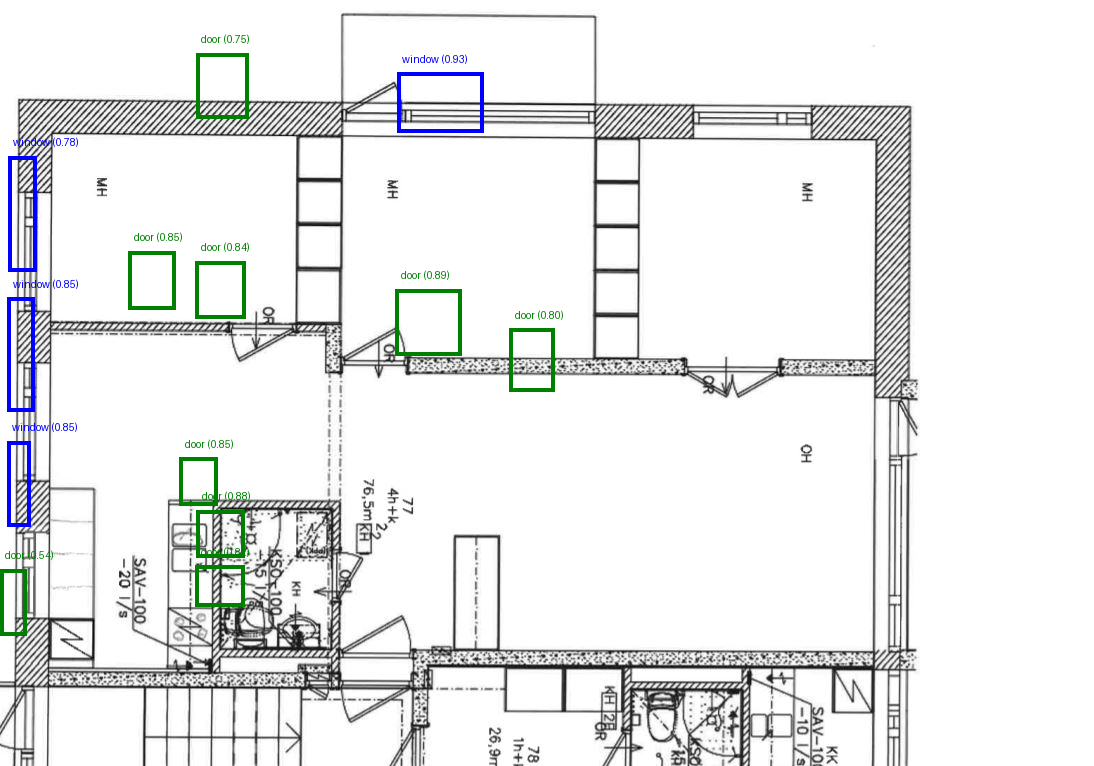 door (0.75)
window (0.93)
window (0.78)
MH
MH
MH
door (0.85)
door (0.84)
door (0.89)
window (0.85)
door (0.80)
OR
OR
OR
window (0.85)
door (0.85)
OH
door (0.88)
77
4h+k
76,5m2
KH
door (0.54)
SAV-100
-20 l/s
KSO-100
-15 l/s
KH
OR
KH
OR
78
1h+
26,9m
SAV-100
-10 l/s
KK
KSO